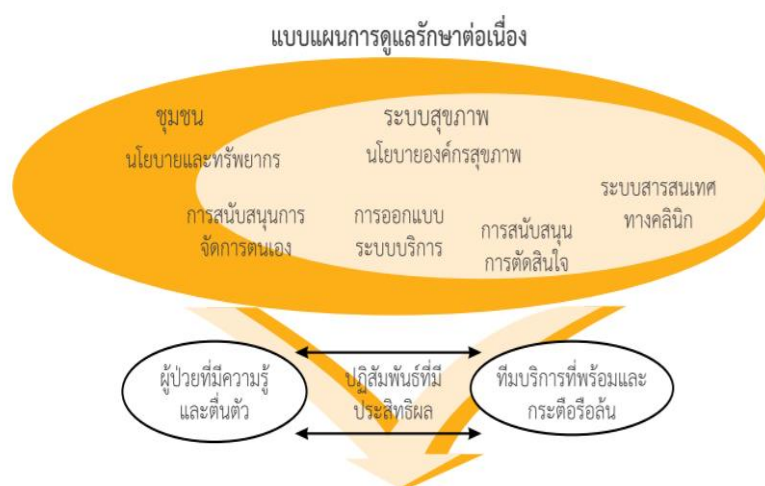 แบบแผนการดูแลรักษาต่อเนื่อง
ชุมชน
นโยบายและทรัพยากร
ระบบสุขภาพ
นโยบายองค์กรสุขภาพ
การสนับสนุนการ
จัดการตนเอง
การออกแบบ
ระบบบริการ
การสนับสนุน
การตัดสินใจ
ระบบสารสนเทศ
ทางคลินิก
ผู้ป่วยที่มีความรู้
และตื่นตัว
ปฏิสัมพันธ์ที่มี
ประสิทธิผล
ทีมบริการที่พร้อมและ
กระตือรือล้น